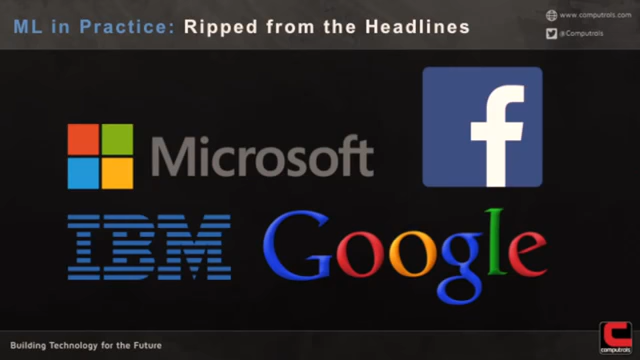 ML in Practice: Ripped from the Headlines
www.computrols.com
@Computrols
f
Microsoft
IBM
Google
Building Technology for the Future
C
computrols